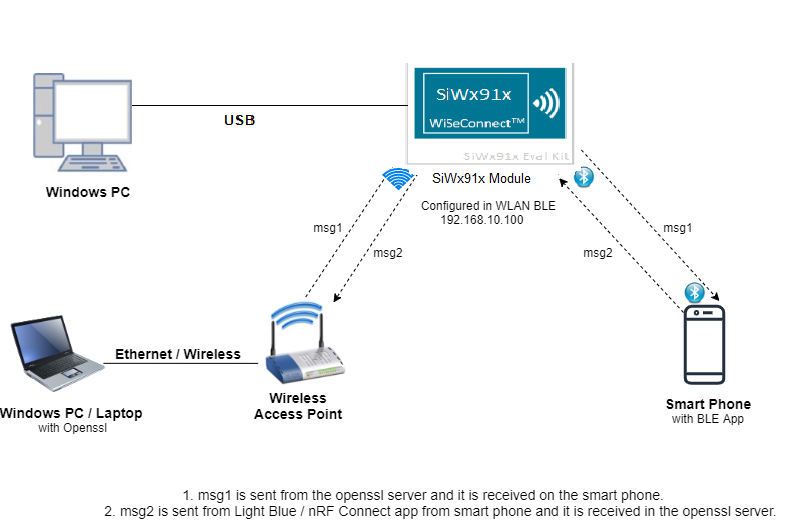 SiWx91x
WiSeConnect™
SiWx91x Eval Kit
USB
Windows PC
SiWx91x Module
Configured in WLAN BLE
192.168.10.100
msg1
msg2
msg1
msg2
Ethernet / Wireless
Windows PC / Laptop
with Openssl
Wireless
Access Point
Smart Phone
with BLE App
1. msg1 is sent from the openssl server and it is received on the smart phone.
2. msg2 is sent from Light Blue / nRF Connect app from smart phone and it is received in the openssl server.